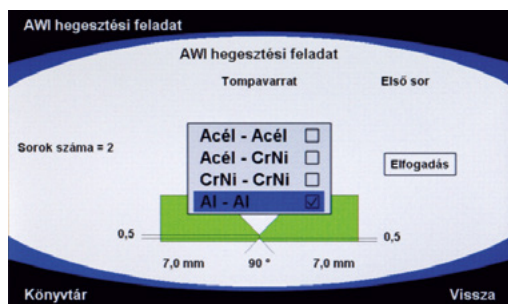 AWI hegesztési feladat
AWI hegesztési feladat
Tompavarrat Első sor
Acél - Acél
Sorok száma = 2
Acél - CrNi
Elfogadás
CrNi - CrNi
Al - Al
0,5 0,5
7,0 mm 90 ° 7,0 mm
Könyvtár Vissza